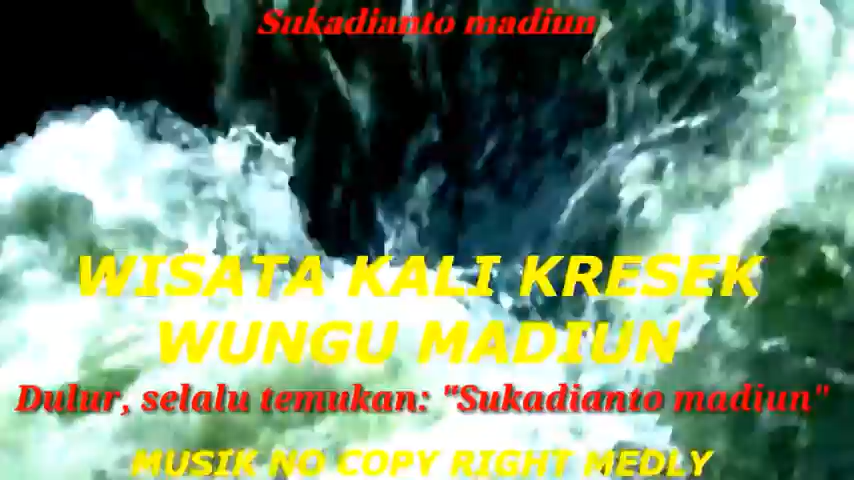 Sukadianto madiun
WISATA KALI KRESEK
WUNGU MADIUN
Dulur, selalu temukan: "Sukadianto madiun"
MUSIK NO COPY RIGHT MEDLY